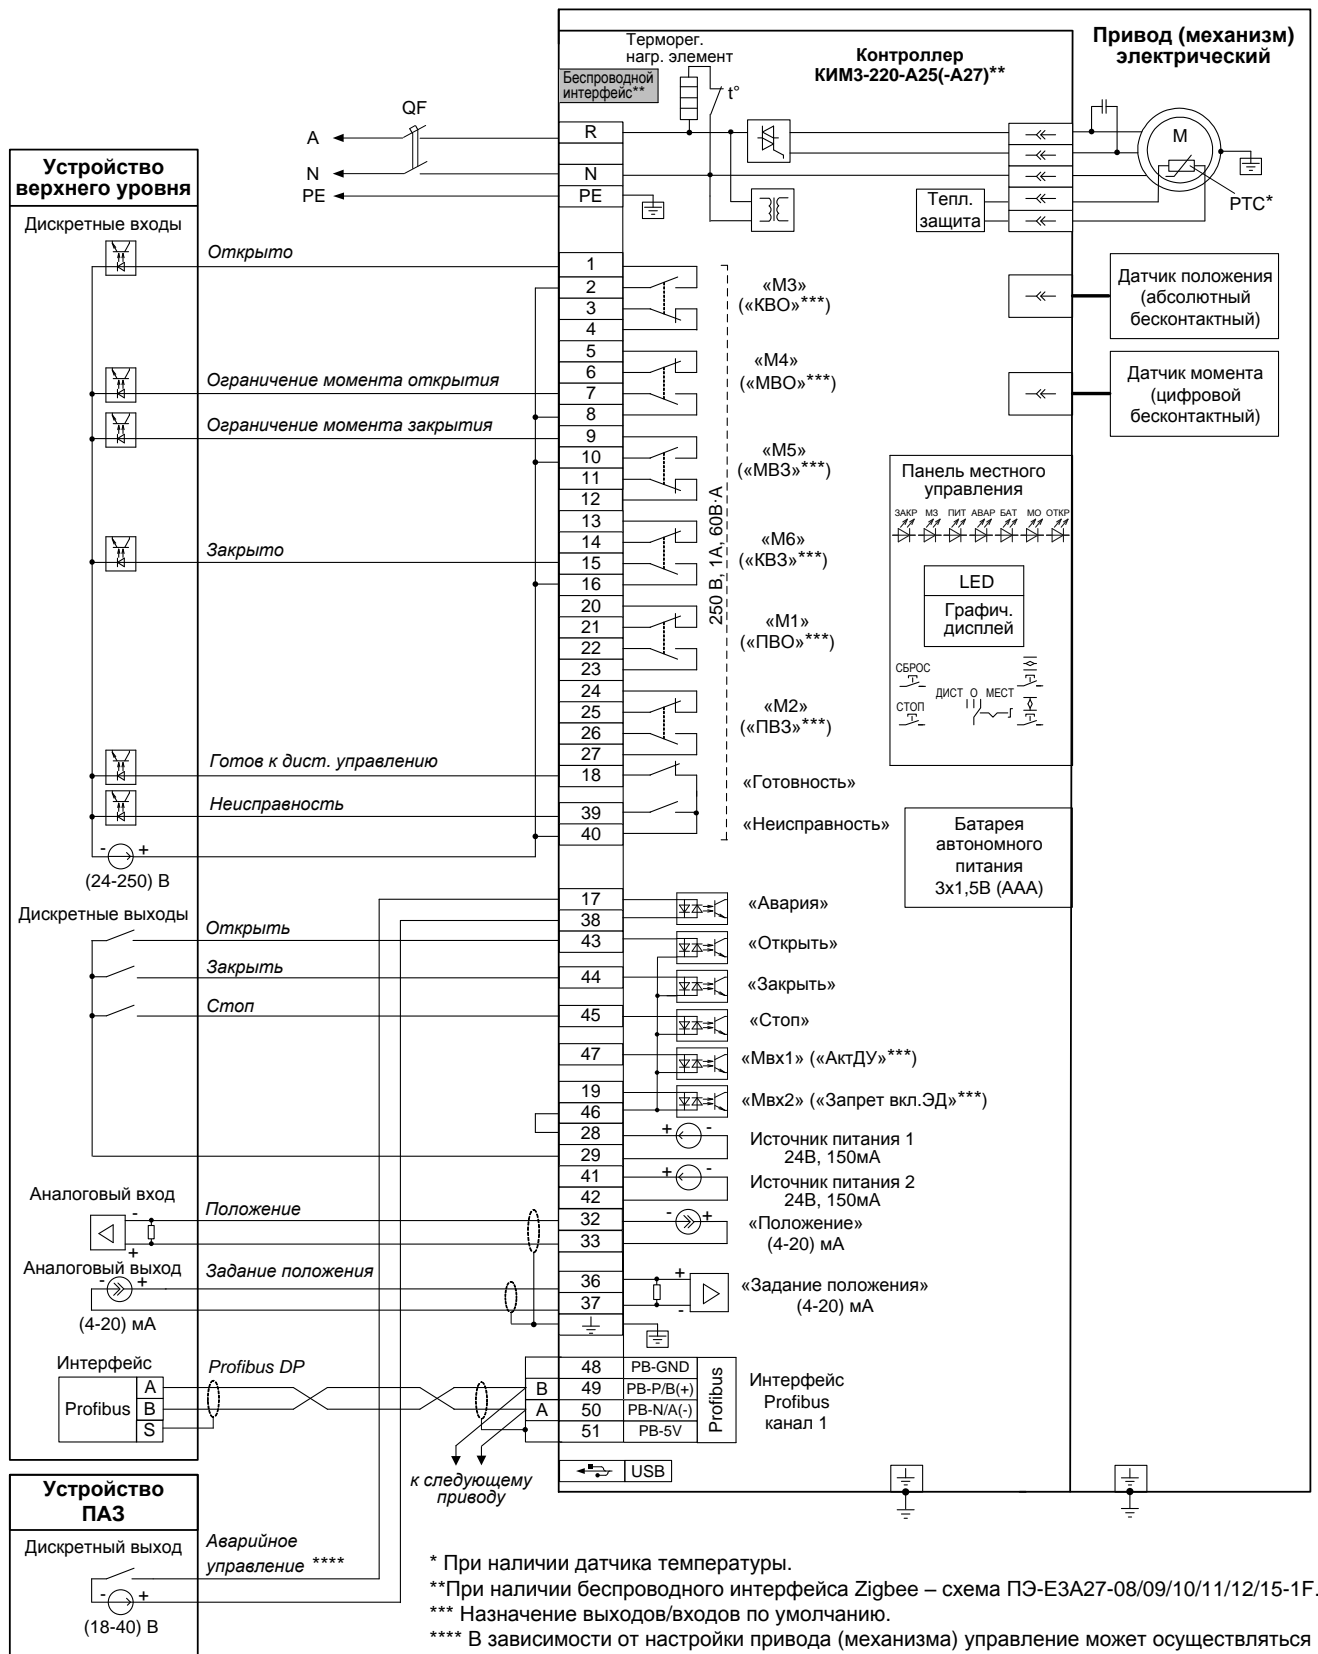 Привод (механизм)
электрический
Контроллер
КИМ3-220-А25(-А27)**
Терморег.
нагр. элемент
Беспроводной
интерфейс**
t°
QF
A
N
PE
R
N
PE
Тепл.
защита
M
PTC*
Устройство
верхнего уровня
Дискретные входы
Открыто
Ограничение момента открытия
Ограничение момента закрытия
Закрыто
Готов к дист. управлению
Неисправность
- +
(24-250) В
1
2
3
4
«М3»
(«КВО»***)
5
6
7
8
«М4»
(«МВО»***)
9
10
11
12
«М5»
(«МВЗ»***)
13
14
15
16
«М6»
(«КВЗ»***)
20
21
22
23
«М1»
(«ПВО»***)
24
25
26
27
«М2»
(«ПВЗ»***)
18
«Готовность»
39
40
«Неисправность»
250 В, 1А, 60В·А
Датчик положения
(абсолютный
бесконтактный)
Датчик момента
(цифровой
бесконтактный)
Панель местного
управления
ЗАКР МЗ ПИТ АВАР БАТ МО ОТКР
LED
Графич.
дисплей
СБРОС
СТОП
ДИСТ О МЕСТ
Батарея
автономного
питания
3х1,5В (ААА)
Дискретные выходы
Открыть
Закрыть
Стоп
17
38
«Авария»
43
«Открыть»
44
«Закрыть»
45
«Стоп»
47
«Мвх1» («АктДУ»***)
19
46
«Мвх2» («Запрет вкл.ЭД»***)
28
29
+ -
Источник питания 1
24В, 150мА
41
42
+ -
Источник питания 2
24В, 150мА
Аналоговый вход
-
+
Положение
32
33
- +
«Положение»
(4-20) мА
Аналоговый выход
- +
(4-20) мА
Задание положения
36
37
+
-
«Задание положения»
(4-20) мА
Интерфейс
Profibus
A
B
S
Profibus DP
B
A
48 PB-GND
49 PB-P/B(+)
50 PB-N/A(-)
51 PB-5V
Profibus
Интерфейс
Profibus
канал 1
USB
к следующему
приводу
Устройство
ПАЗ
Дискретный выход
- +
(18-40) В
Аварийное
управление ****
* При наличии датчика температуры.
**При наличии беспроводного интерфейса Zigbee – схема ПЭ-ЕЗА27-08/09/10/11/12/15-1F.
*** Назначение выходов/входов по умолчанию.
**** В зависимости от настройки привода (механизма) управление может осуществляться